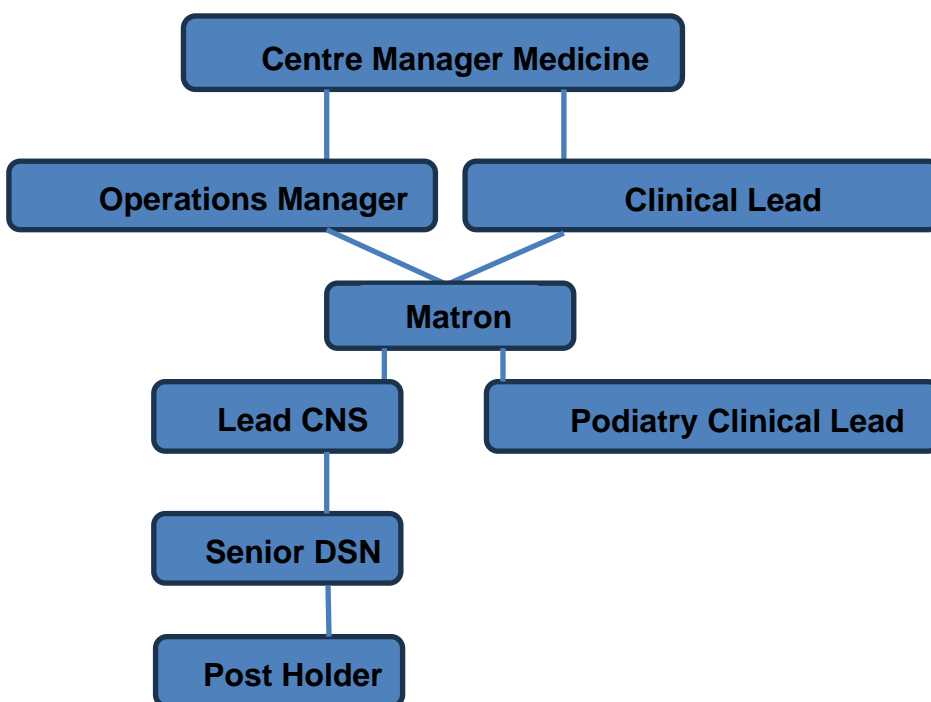 Centre Manager Medicine
Operations Manager
Clinical Lead
Matron
Lead CNS
Podiatry Clinical Lead
Senior DSN
Post Holder